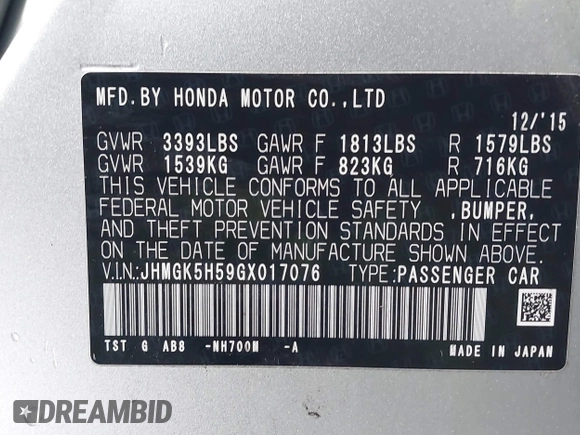 MFD.BY HONDA MOTOR CO.,LTD
12/'15
GVWR 3393LBS GAWR F 1813LBS R 1579LBS
GVWR 1539KG GAWR F 823KG R 716KG
THIS VEHICLE CONFORMS TO ALL APPLICABLE
FEDERAL MOTOR VEHICLE SAFETY ,BUMPER,
AND THEFT PREVENTION STANDARDS IN EFFECT
ON THE DATE OF MANUFACTURE SHOWN ABOVE.
V.I.N.:JHMGK5H59GX017076 TYPE:PASSENGER CAR
TST G AB8 -NH700M -A MADE IN JAPAN
DREAMBID